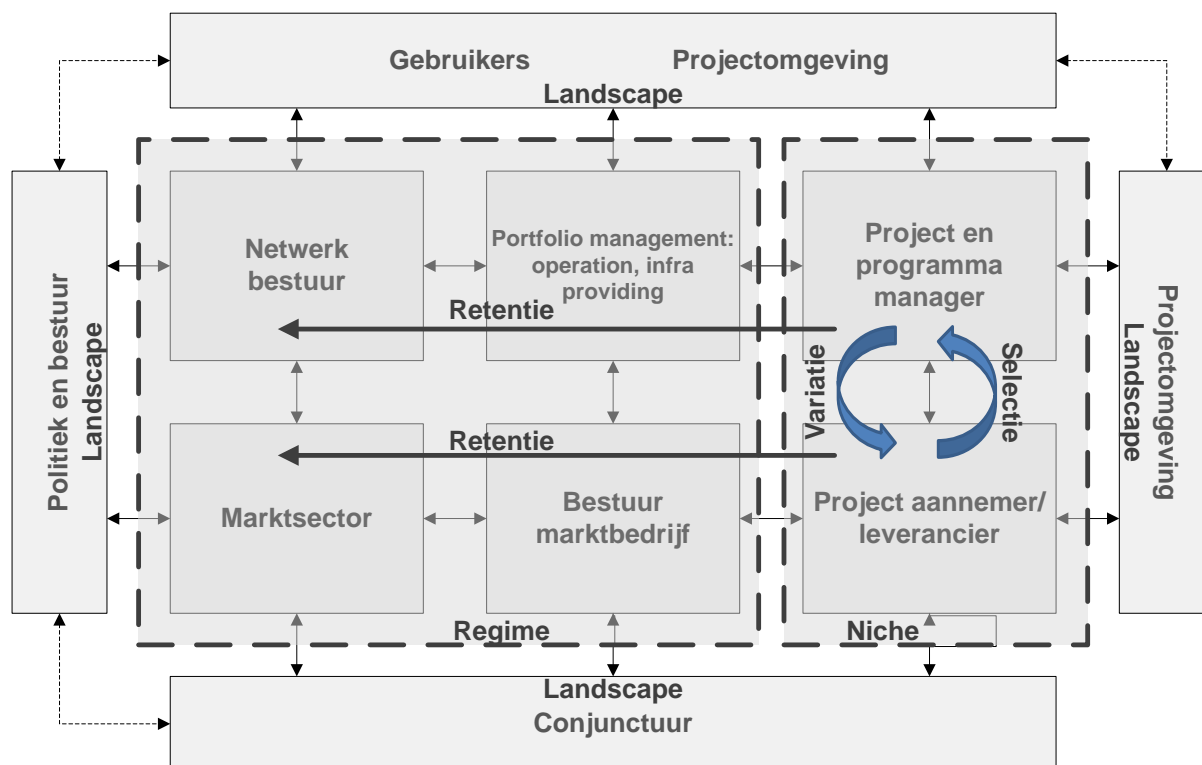 Gebruikers Projectomgeving
Landscape
Politiek en bestuur
Landscape
Netwerk
bestuur
Portfolio management:
operation, infra
providing
Project en
programma
manager
Retentie
Variatie
Selectie
Projectomgeving
Landscape
Retentie
Marktsector
Bestuur
marktbedrijf
Project aannemer/
leverancier
Regime
Niche
Landscape
Conjunctuur